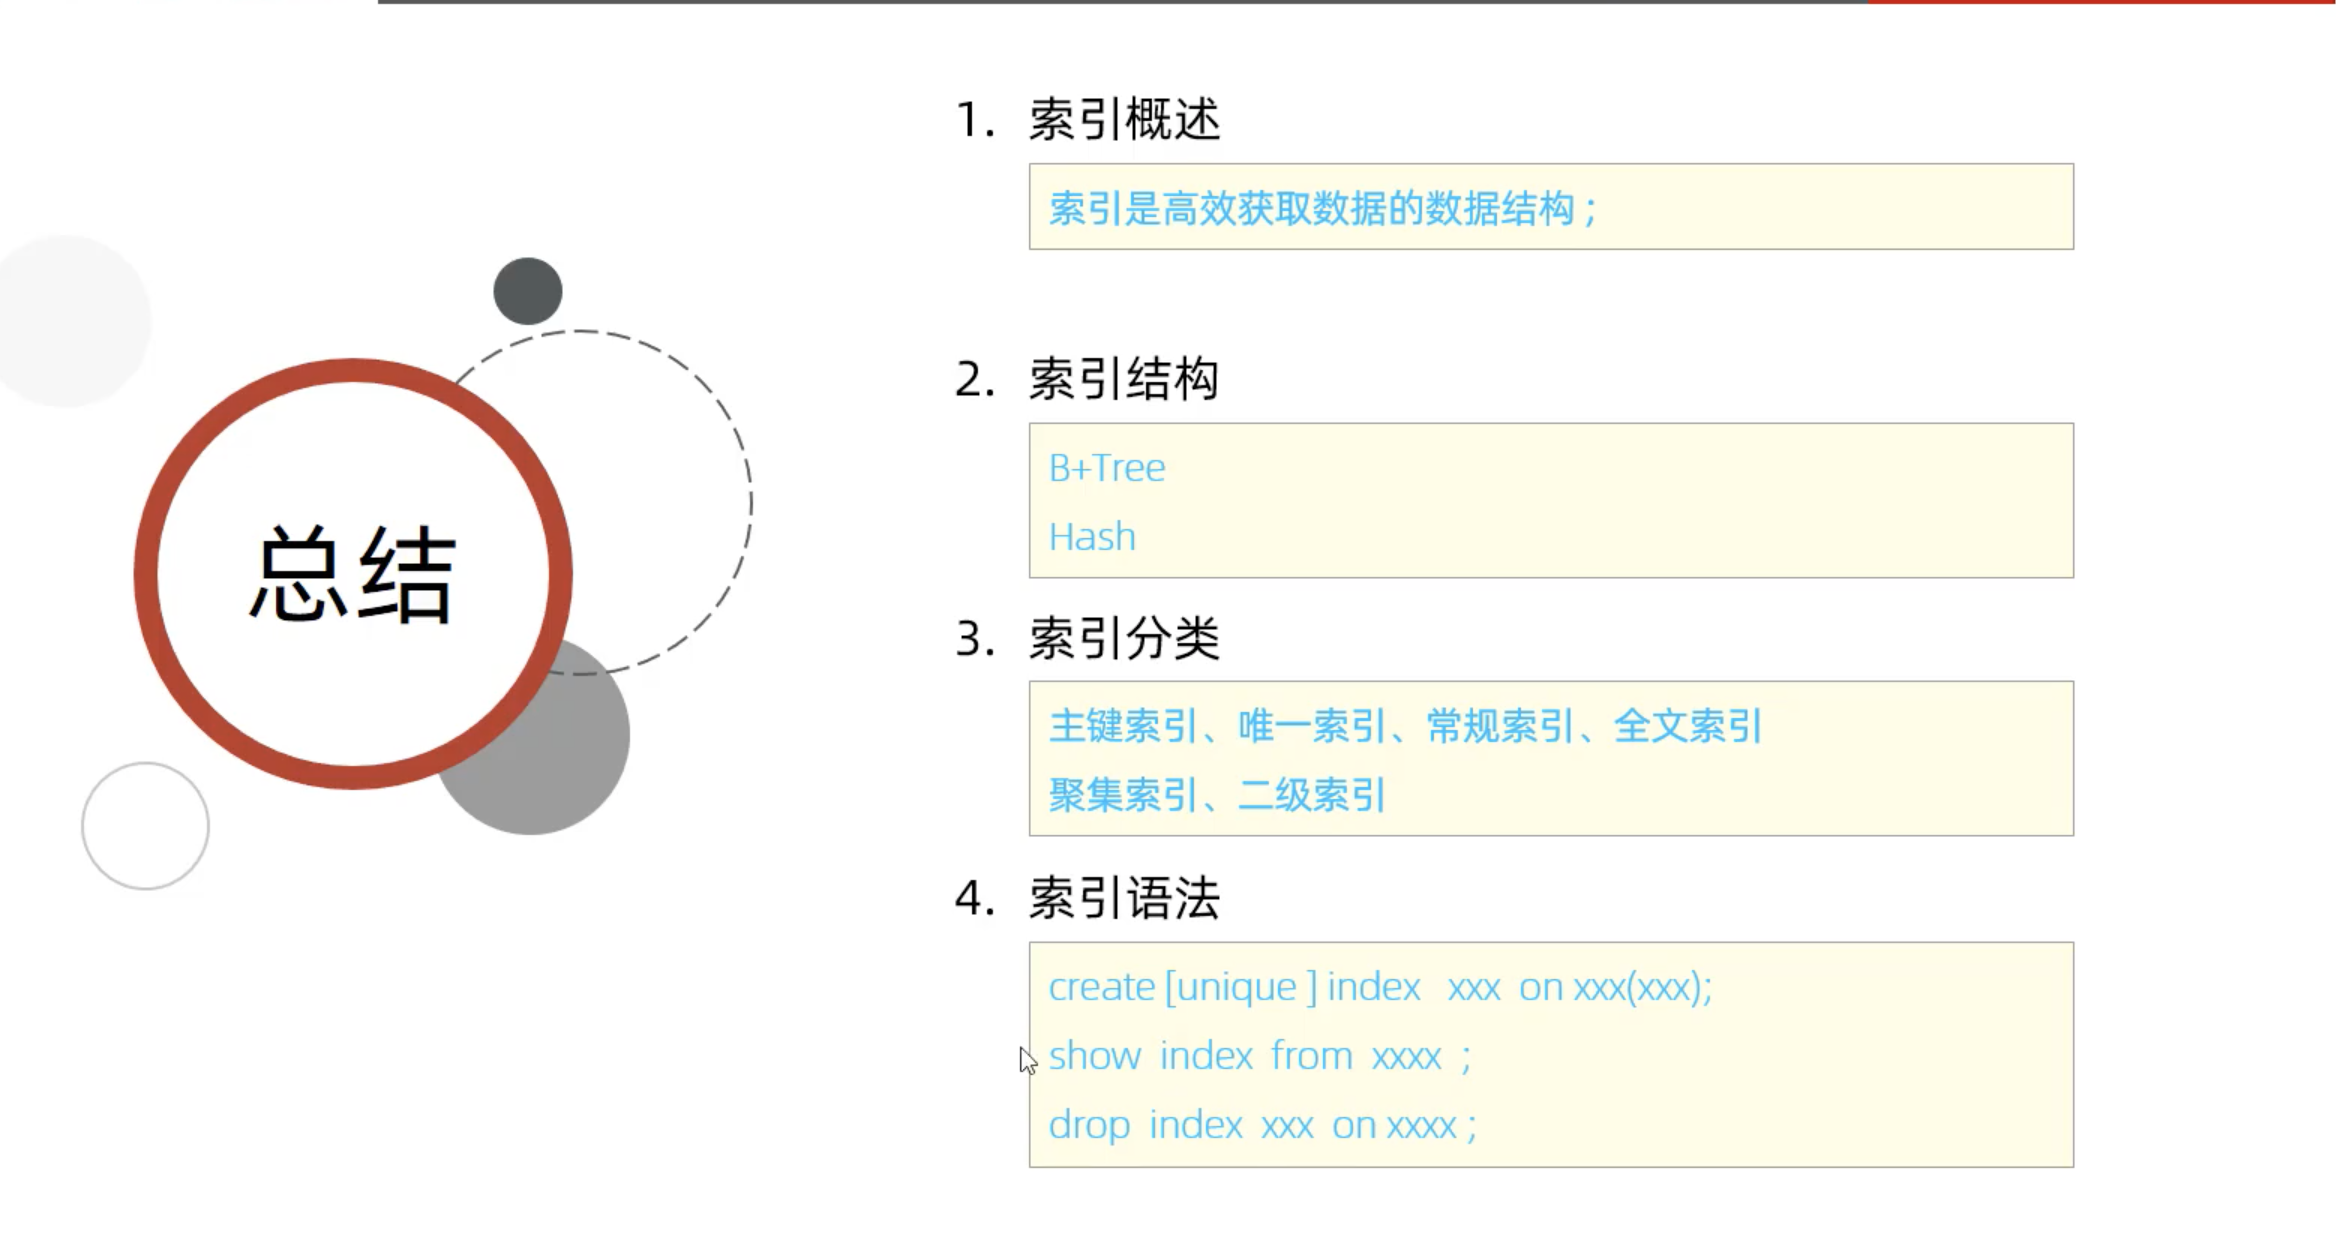 总结
1. 索引概述
索引是高效获取数据的数据结构；
2. 索引结构
B+Tree
Hash
3. 索引分类
主键索引、唯一索引、常规索引、全文索引
聚集索引、二级索引
4. 索引语法
create [unique ] index xxx on xxx(xxx);
show index from xxxx ;
drop index xxx on xxxx ;